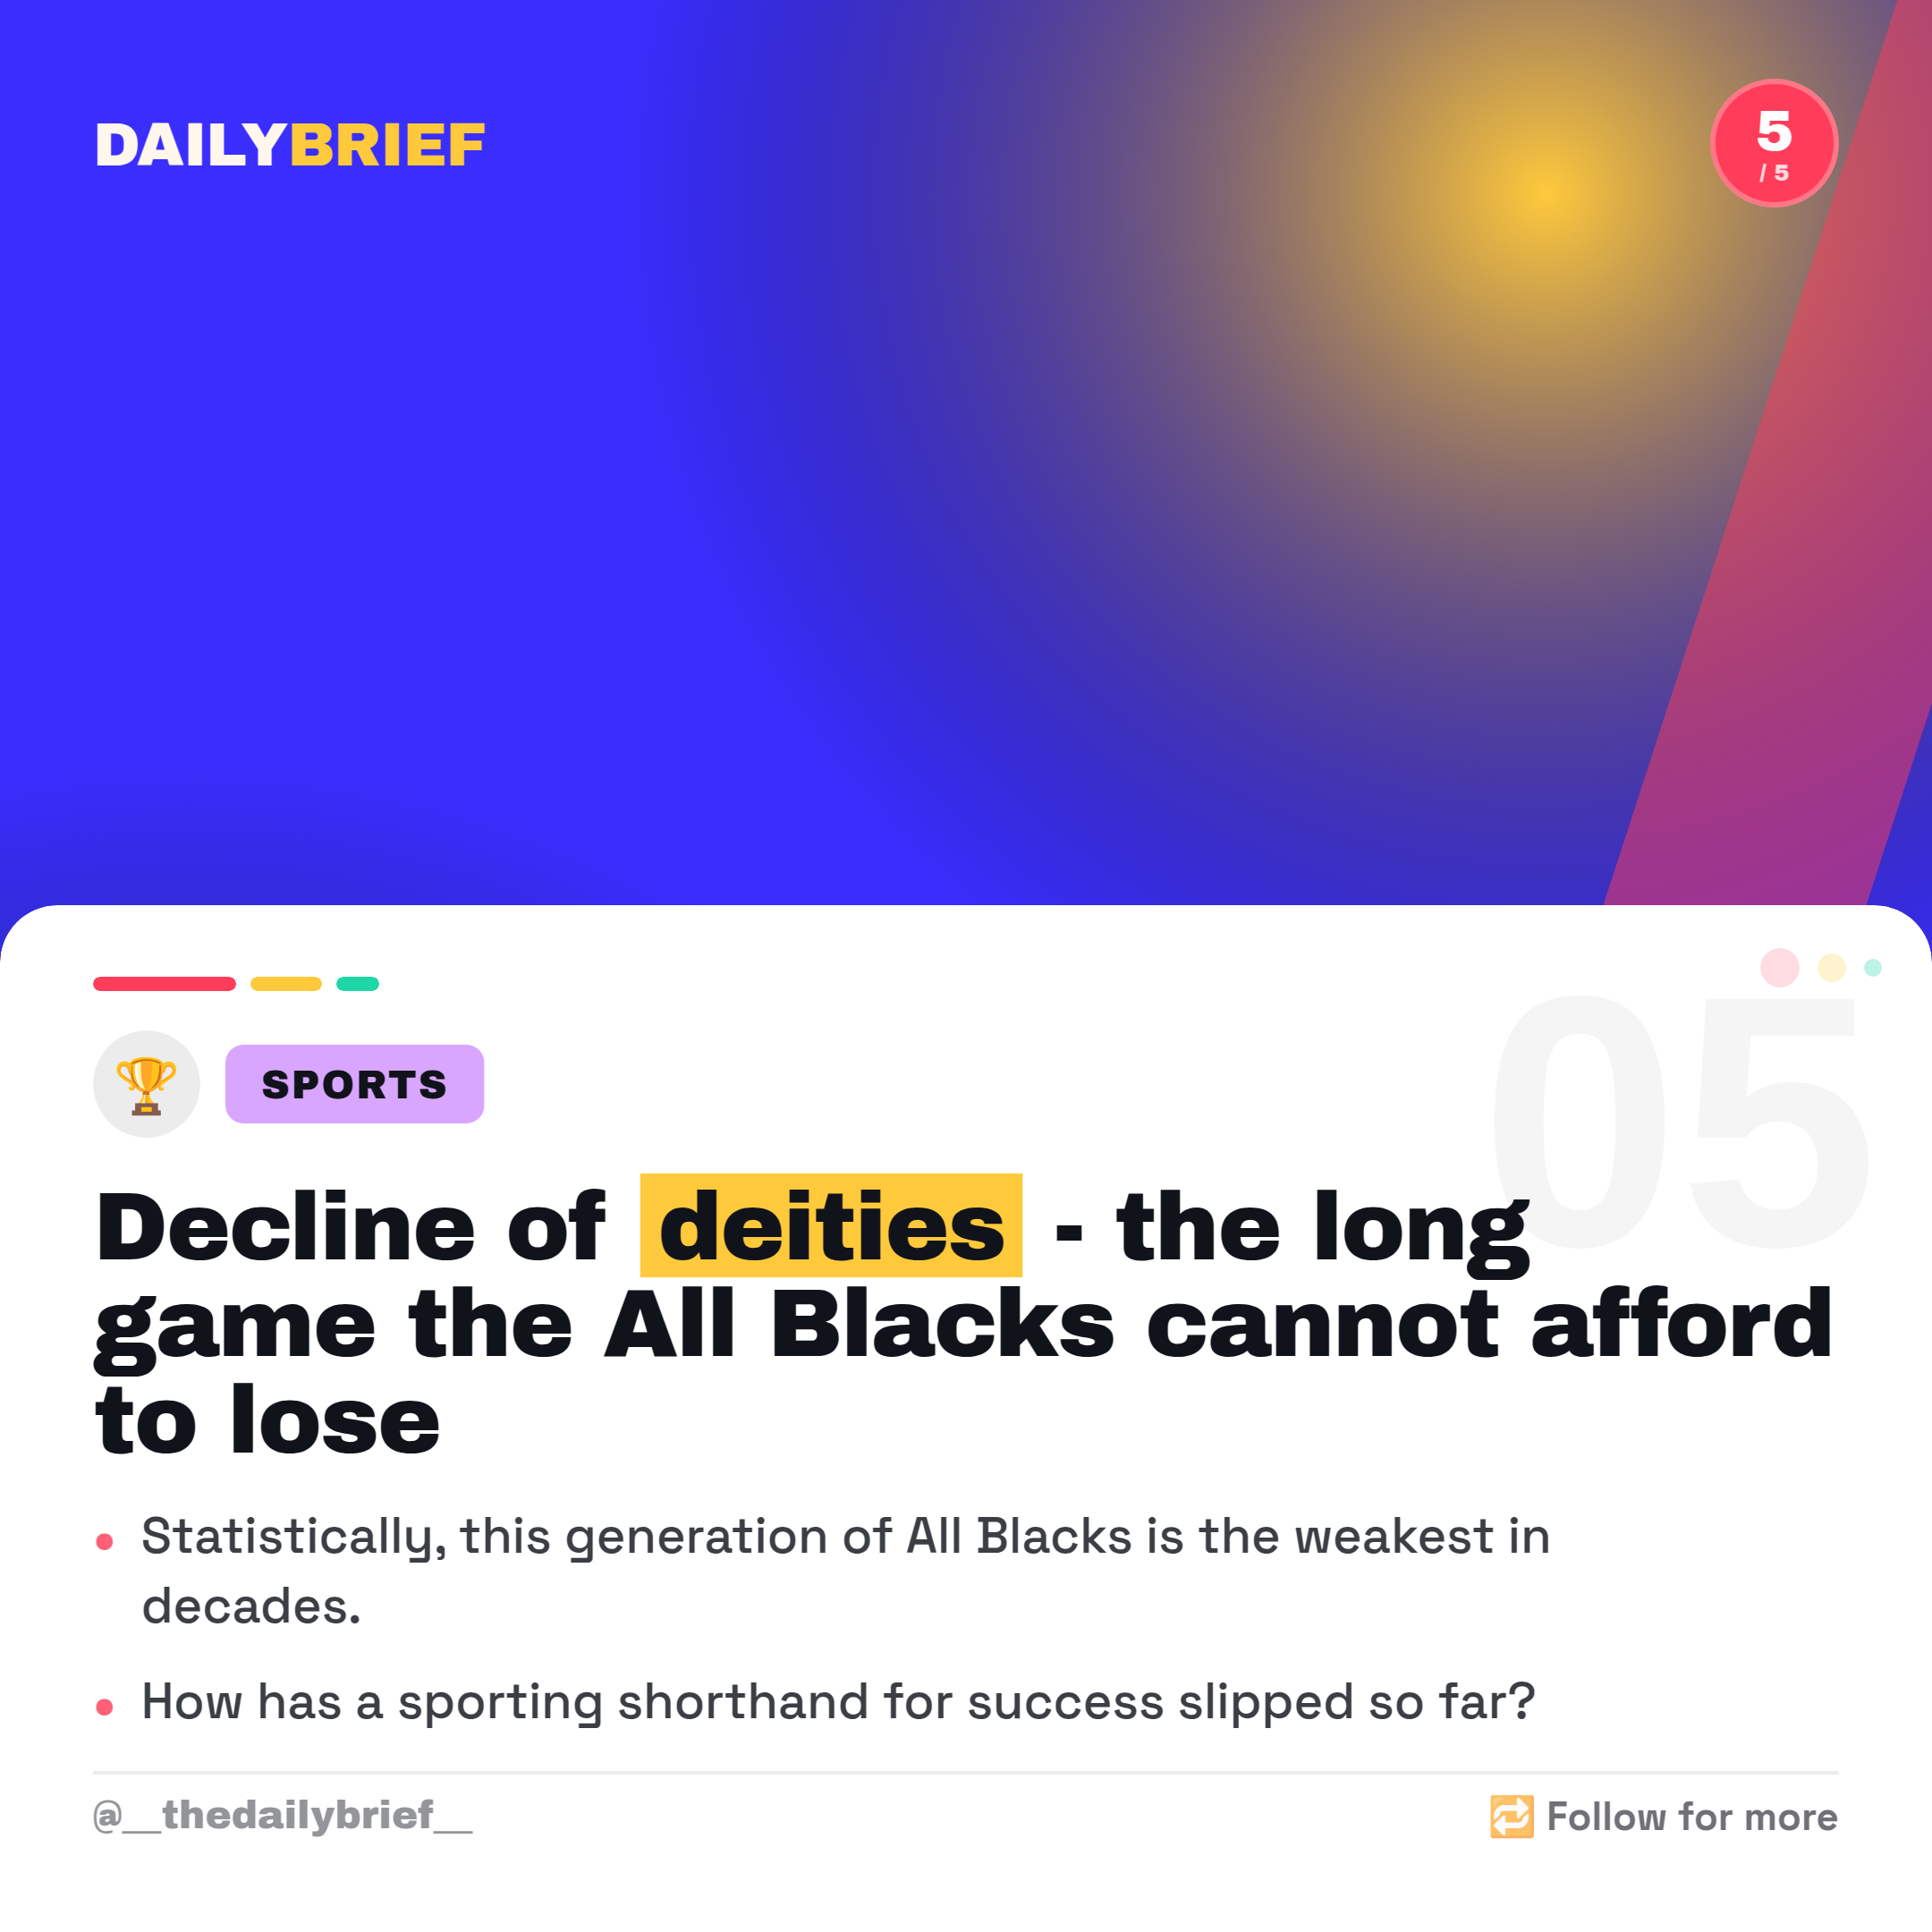 DAILYBRIEF
5
/ 5
05
SPORTS
Decline of deities - the long
game the All Blacks cannot afford
to lose
• Statistically, this generation of All Blacks is the weakest in
decades.
• How has a sporting shorthand for success slipped so far?
@__thedailybrief__
Follow for more